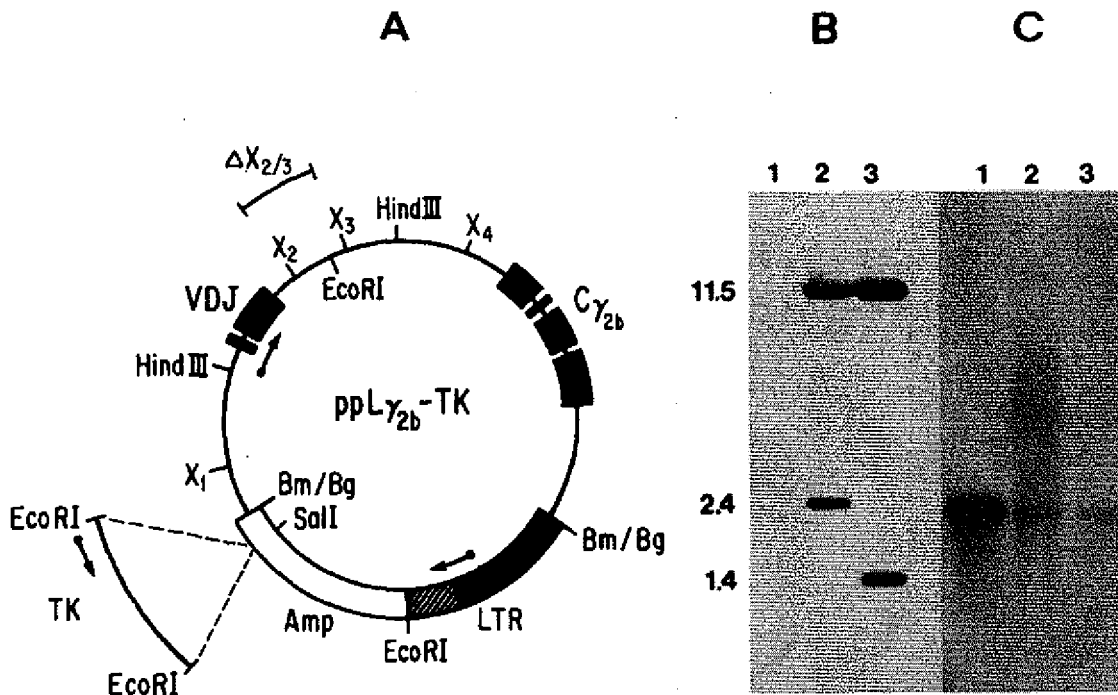 A
B
C
ΔX2/3
1 2 3
1 2 3
X3
HindIII
X4
X2
EcoRI
VDJ
Cγ2b
HindIII
ppLγ2b-TK
X1
Bm/Bg
SalI
EcoRI
TK
EcoRI
Amp
EcoRI
LTR
Bm/Bg
11.5
2.4
1.4